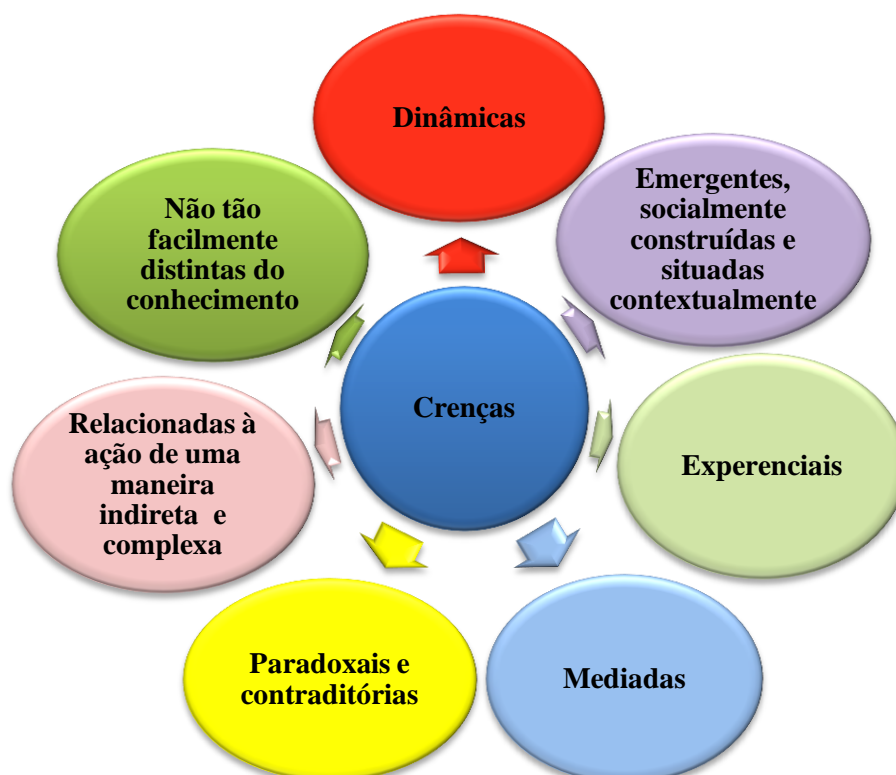 Dinâmicas
Emergentes,
socialmente
construídas e
situadas
contextualmente
Experenciais
Mediadas
Paradoxais e
contraditórias
Relacionadas à
ação de uma
maneira
indireta e
complexa
Não tão
facilmente
distintas do
conhecimento
Crenças